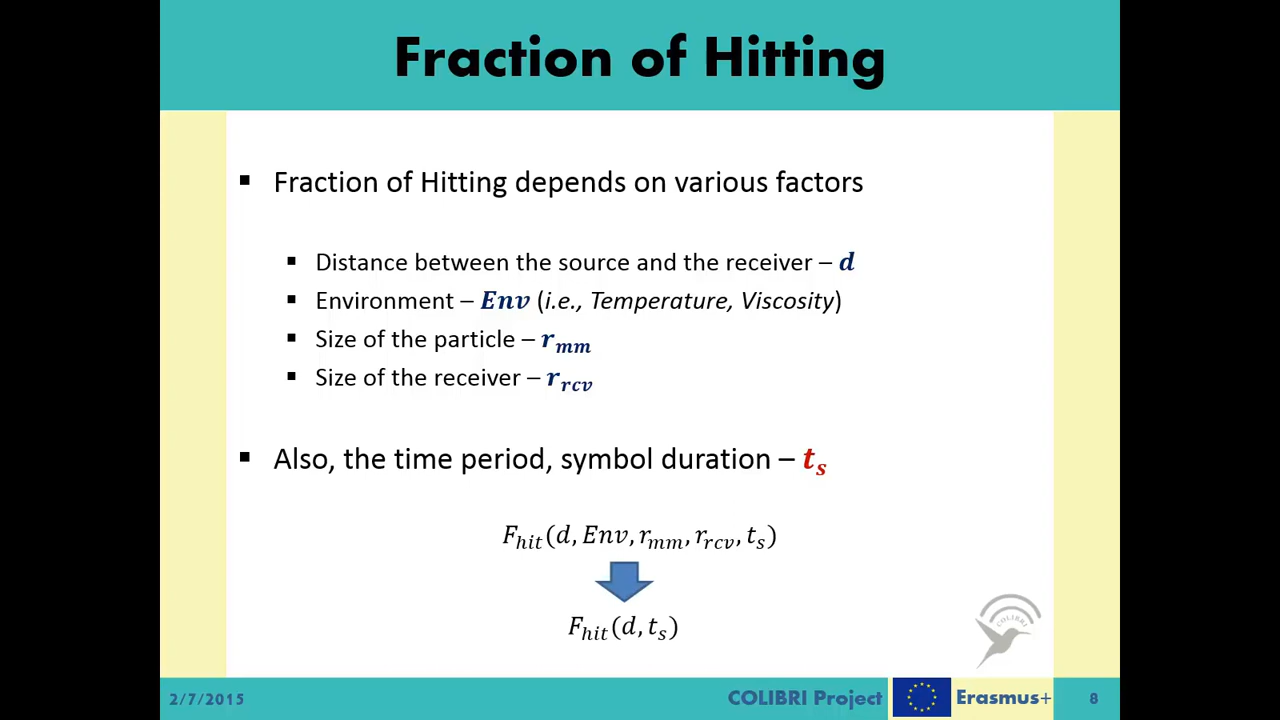 Fraction of Hitting
▪ Fraction of Hitting depends on various factors
▪ Distance between the source and the receiver – d
▪ Environment – Env (i.e., Temperature, Viscosity)
▪ Size of the particle – r_mm
▪ Size of the receiver – r_rcv
▪ Also, the time period, symbol duration – t_s
F_hit(d, Env, r_mm, r_rcv, t_s)
F_hit(d, t_s)
COLIBRI
2/7/2015 COLIBRI Project Erasmus+ 8